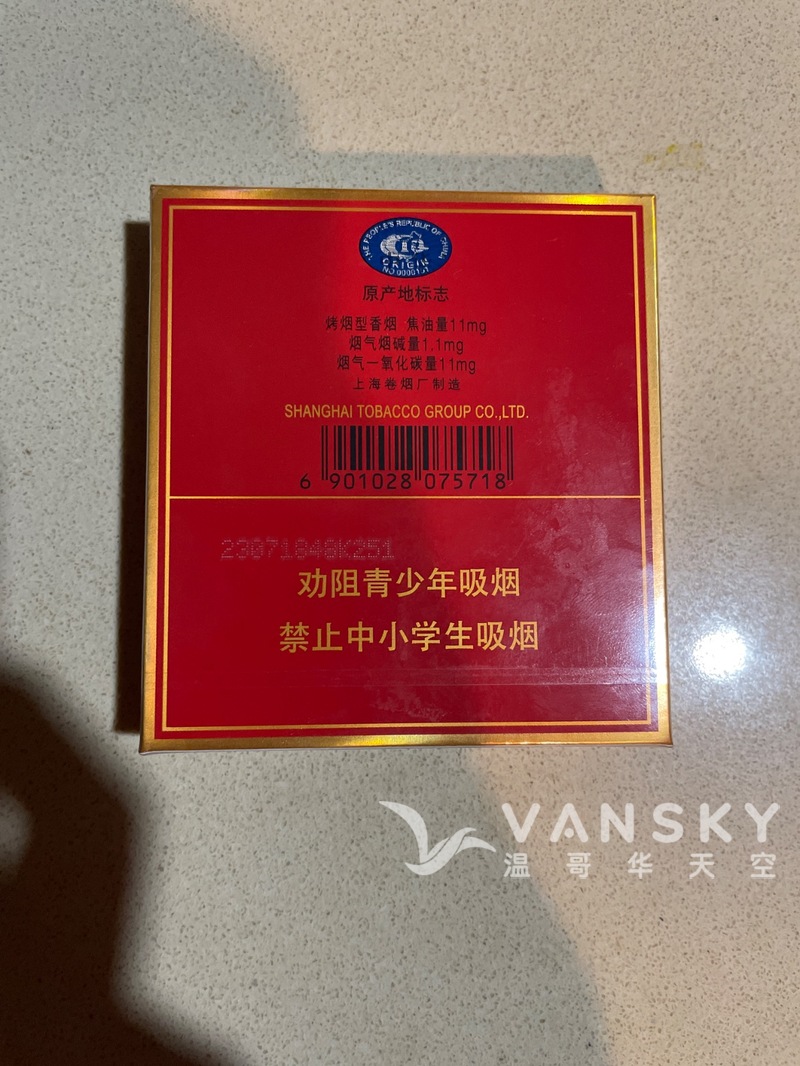 THE PEOPLE'S REPUBLIC OF CHINA
CIQ
ORIGIN
NO.0000131
原产地标志
烤烟型香烟 焦油量11mg
烟气烟碱量1.1mg
烟气一氧化碳量11mg
上海卷烟厂制造
SHANGHAI TOBACCO GROUP CO.,LTD.
6 901028 075718
23071840K251
劝阻青少年吸烟
禁止中小学生吸烟
VANSKY
温哥华天空